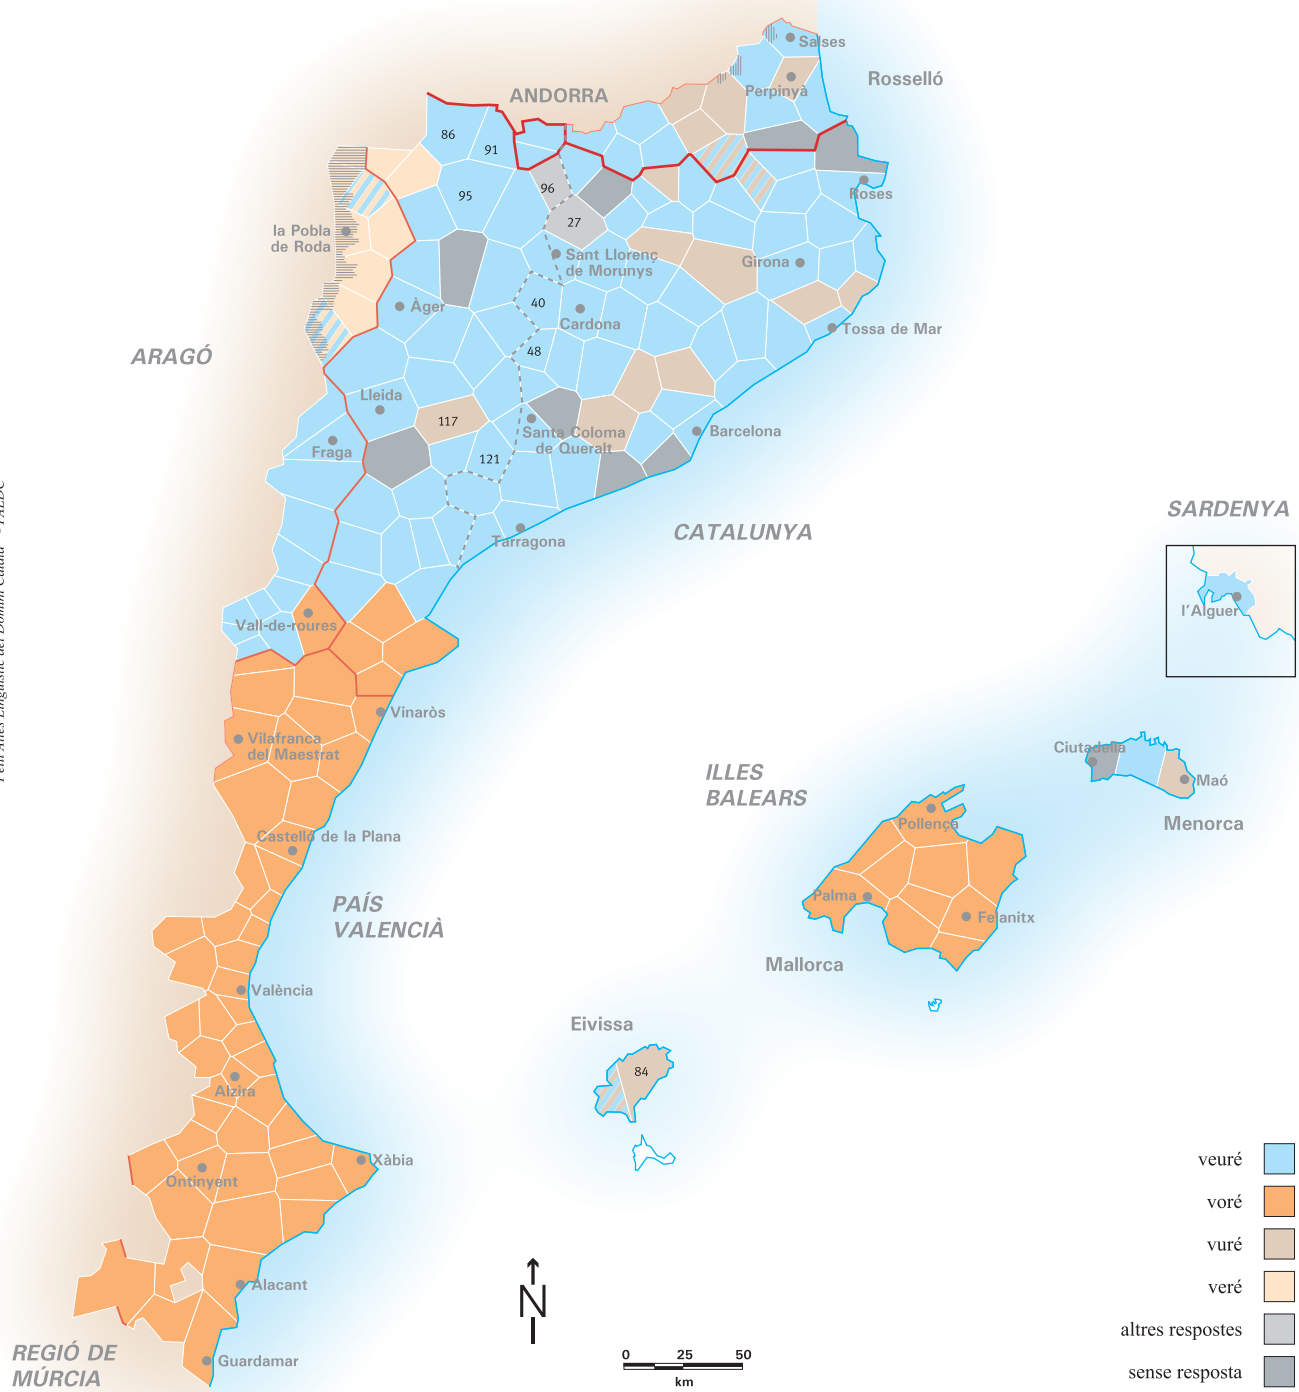 Salses
Rosselló
Perpinyà
ANDORRA
86
91
96
95
27
Roses
la Pobla
de Roda
Sant Llorenç
de Morunys
Girona
Àger
40
Cardona
Tossa de Mar
48
ARAGÓ
Lleida
117
Santa Coloma
de Queralt
Barcelona
Fraga
121
Tarragona
CATALUNYA
SARDENYA
l'Alguer
Vall-de-roures
Vinaròs
Vilafranca
del Maestrat
ILLES
BALEARS
Ciutadella
Maó
Menorca
Pollença
Castelló de la Plana
Palma
Felanitx
PAÍS
VALENCIÀ
Mallorca
València
Eivissa
84
Alzira
Xàbia
Ontinyent
Alacant
Guardamar
REGIÓ DE
MÚRCIA
N
0 25 50
km
veuré
voré
vuré
veré
altres respostes
sense resposta